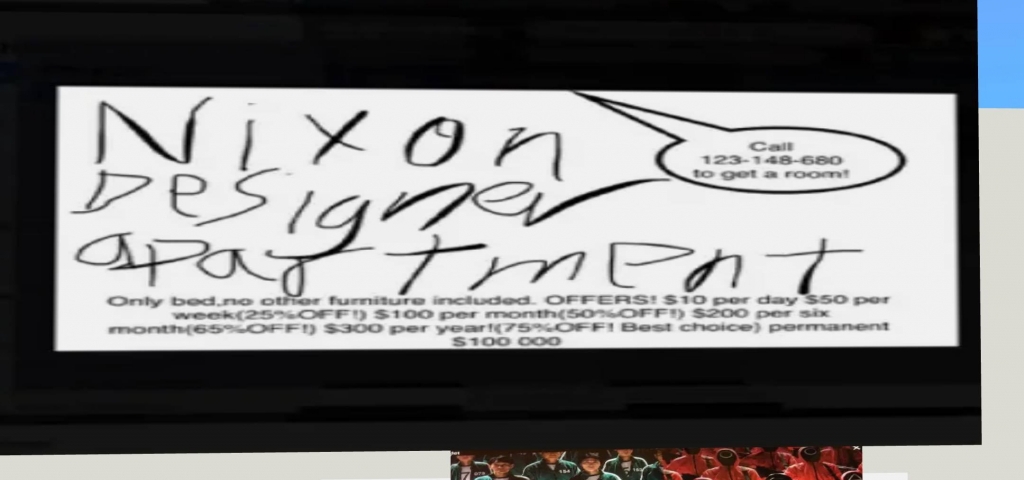 Nixon
Designer
apartment
Call
123-148-680
to get a room!
Only bed,no other furniture included. OFFERS! $10 per day $50 per
week(25%OFF!) $100 per month(50%OFF!) $200 per six
month(65%OFF!) $300 per year!(75%OFF! Best choice) permanent
$100 000